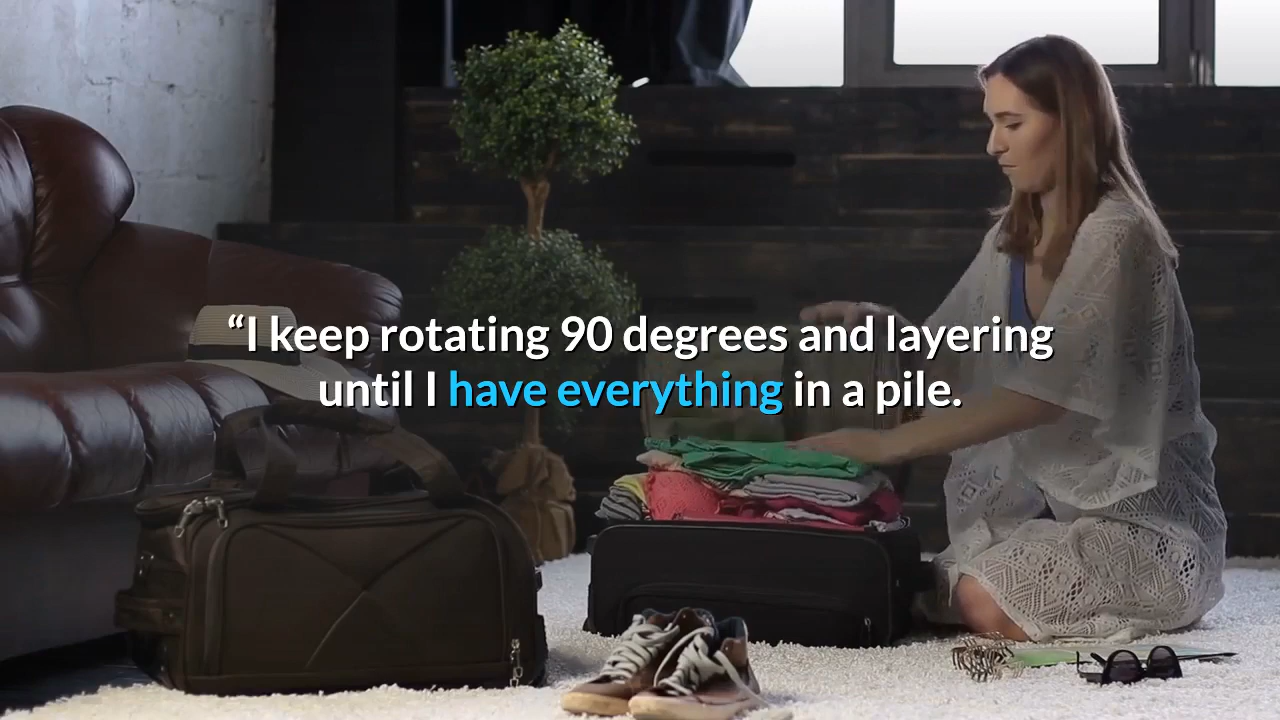 “I keep rotating 90 degrees and layering
until I have everything in a pile.